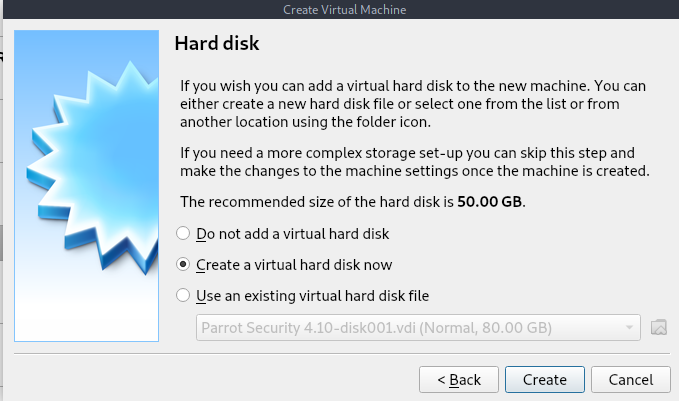 Create Virtual Machine
Hard disk
If you wish you can add a virtual hard disk to the new machine. You can
either create a new hard disk file or select one from the list or from
another location using the folder icon.
If you need a more complex storage set-up you can skip this step and
make the changes to the machine settings once the machine is created.
The recommended size of the hard disk is 50.00 GB.
Do not add a virtual hard disk
Create a virtual hard disk now
Use an existing virtual hard disk file
Parrot Security 4.10-disk001.vdi (Normal, 80.00 GB)
< Back
Create
Cancel